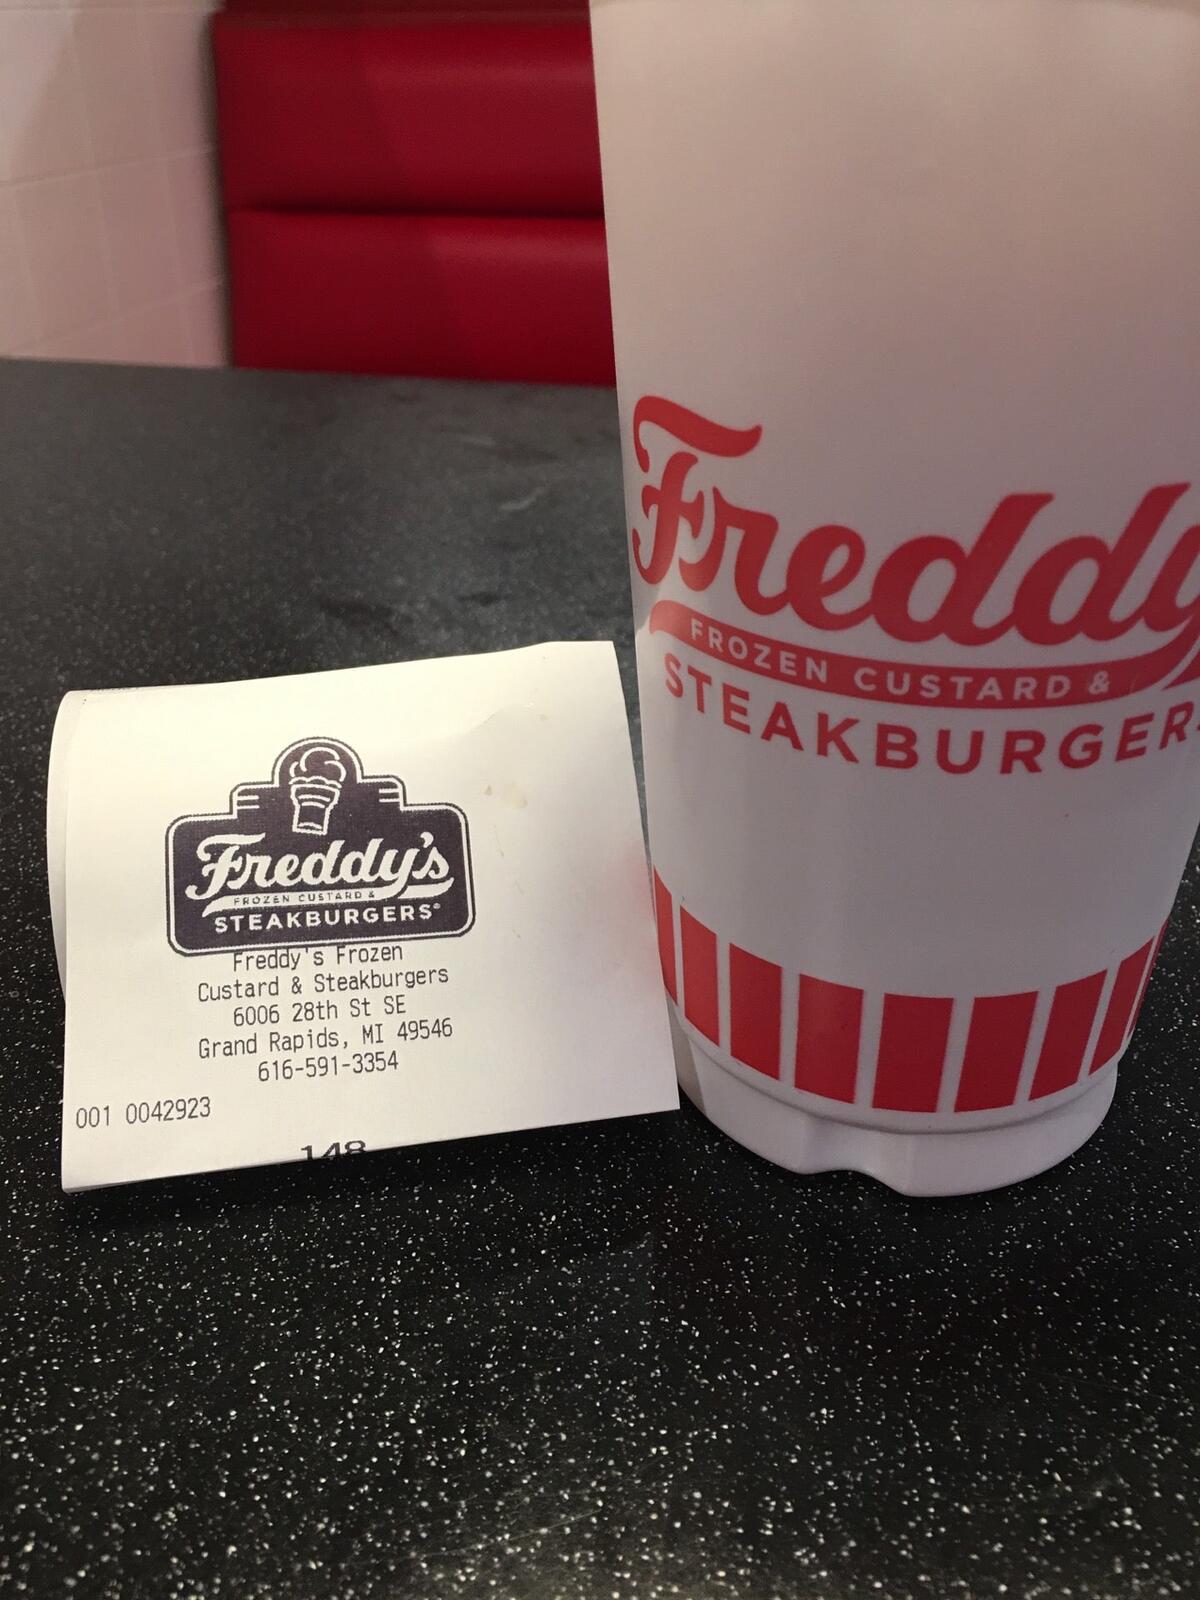 Freddy's
FROZEN CUSTARD &
STEAKBURGERS®
Freddy's Frozen
Custard & Steakburgers
6006 28th St SE
Grand Rapids, MI 49546
616-591-3354
001 0042923
148
Freddy
FROZEN CUSTARD &
STEAKBURGERS